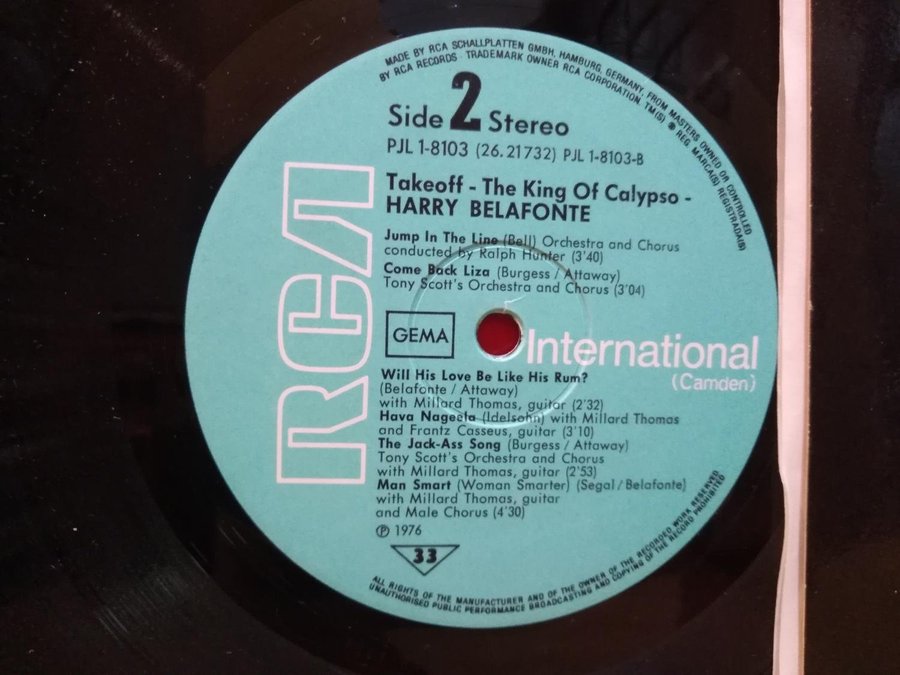 MADE BY RCA SCHALLPLATTEN GMBH, HAMBURG, GERMANY, FROM MASTERS OWNED OR CONTROLLED
BY RCA RECORDS · TRADEMARK OWNER RCA CORPORATION, TM(S) ® REG. MARCA(S) REGISTRADA(S)
Side 2 Stereo
PJL 1-8103 (26.21732) PJL 1-8103-B
Takeoff - The King Of Calypso -
HARRY BELAFONTE
Jump In The Line (Bell) Orchestra and Chorus
conducted by Ralph Hunter (3'40)
Come Back Liza (Burgess / Attaway)
Tony Scott's Orchestra and Chorus (3'04)
RCA
GEMA
International
(Camden)
Will His Love Be Like His Rum?
(Belafonte / Attaway)
with Millard Thomas, guitar (2'32)
Hava Nageela (Idelsohn) with Millard Thomas
and Frantz Casseus, guitar (3'10)
The Jack-Ass Song (Burgess / Attaway)
Tony Scott's Orchestra and Chorus
with Millard Thomas, guitar (2'53)
Man Smart (Woman Smarter) (Segal / Belafonte)
with Millard Thomas, guitar
and Male Chorus (4'30)
℗ 1976
33
ALL RIGHTS OF THE MANUFACTURER AND OF THE OWNER OF THE RECORDED WORK RESERVED
UNAUTHORISED PUBLIC PERFORMANCE BROADCASTING AND COPYING OF THE RECORD PROHIBITED